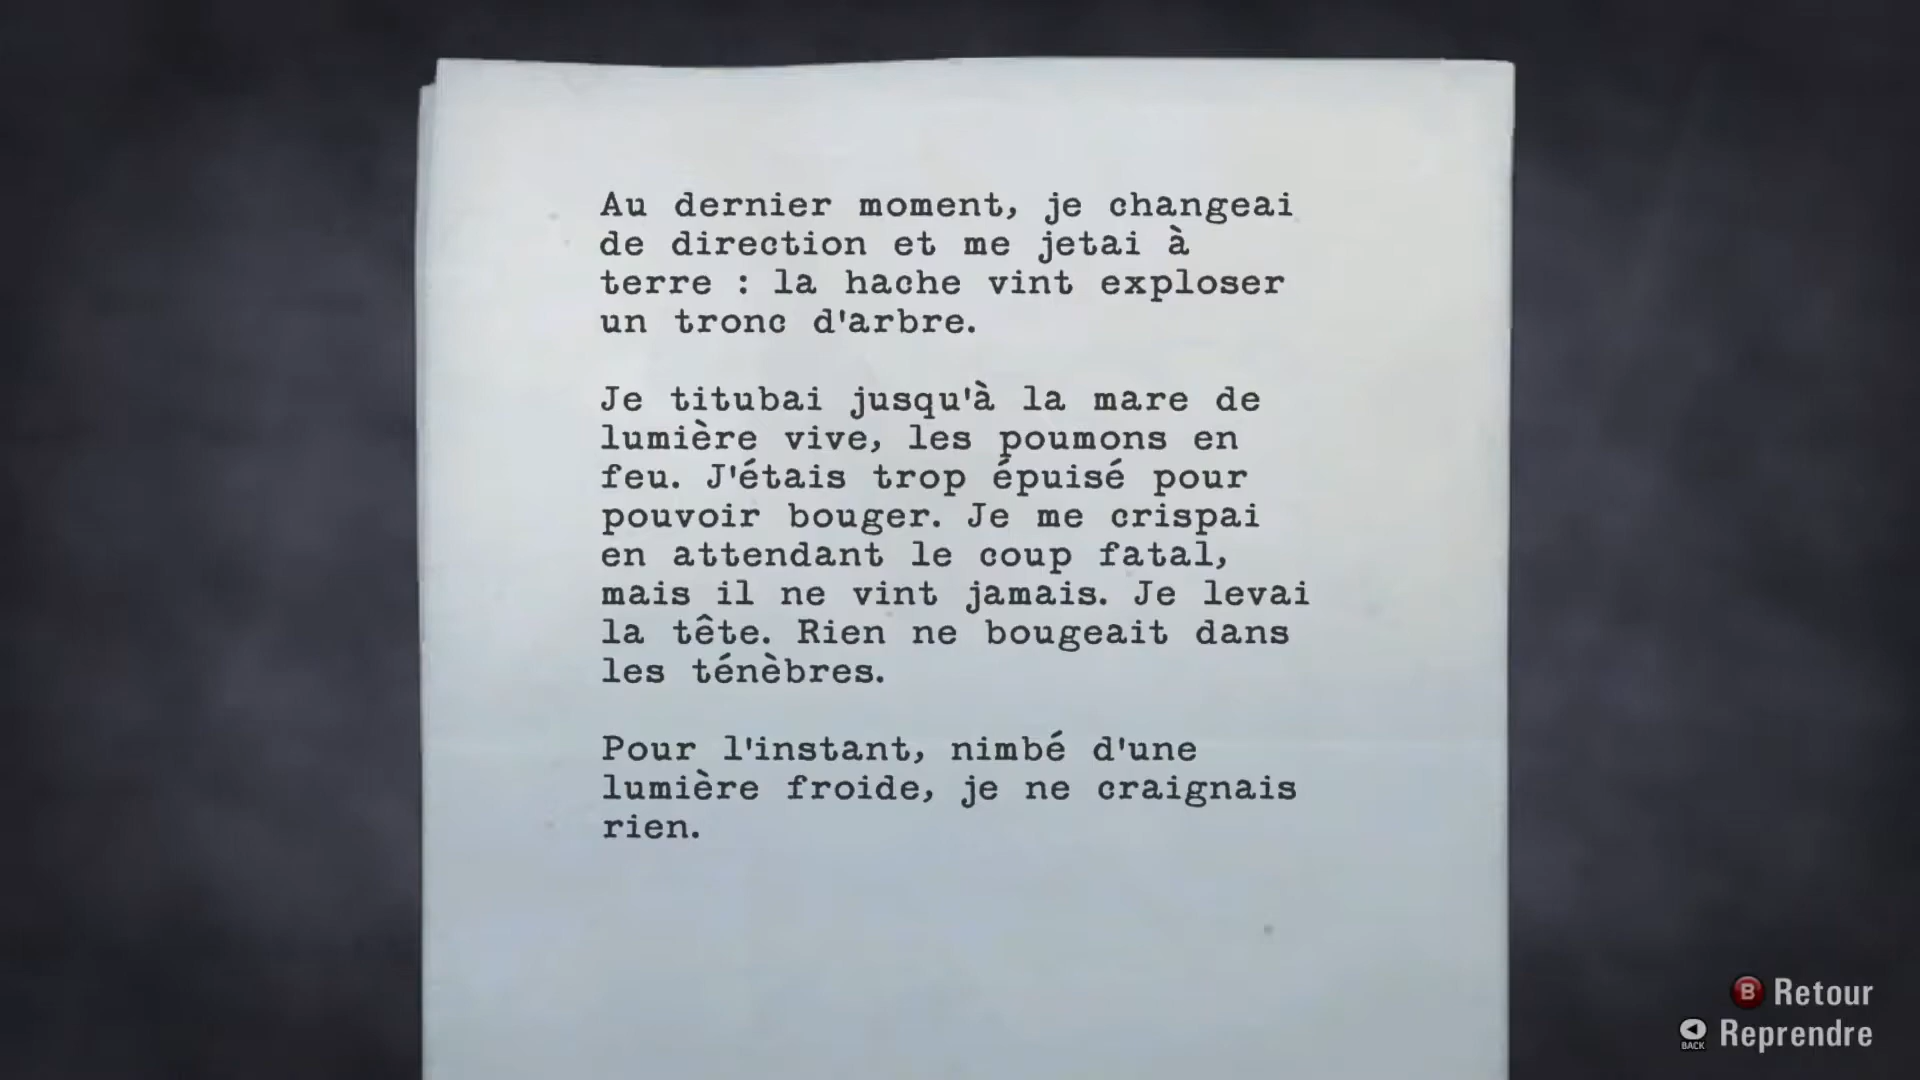 Au dernier moment, je changeai
de direction et me jetai à
terre : la hache vint exploser
un tronc d'arbre.
Je titubai jusqu'à la mare de
lumière vive, les poumons en
feu. J'étais trop épuisé pour
pouvoir bouger. Je me crispai
en attendant le coup fatal,
mais il ne vint jamais. Je levai
la tête. Rien ne bougeait dans
les ténèbres.
Pour l'instant, nimbé d'une
lumière froide, je ne craignais
rien.
B Retour
BACK Reprendre